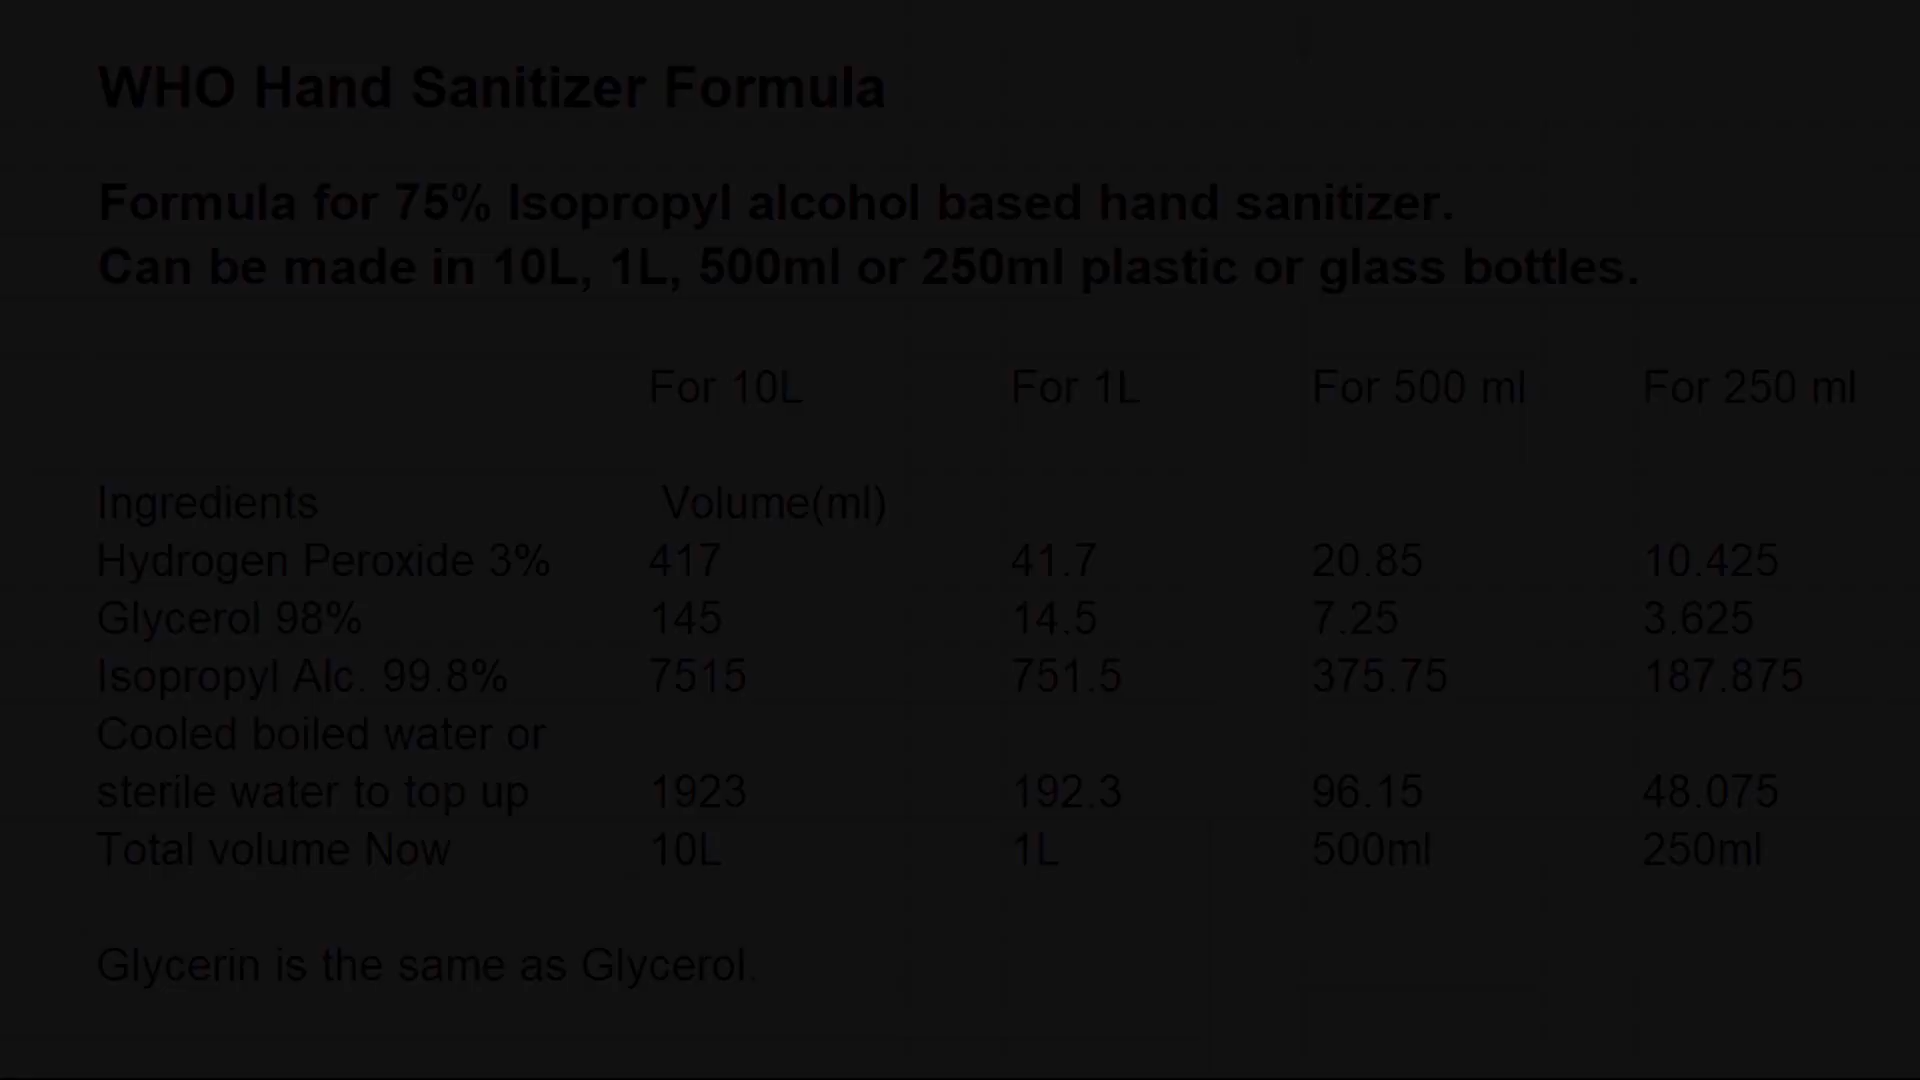 WHO Hand Sanitizer Formula
Formula for 75% Isopropyl alcohol based hand sanitizer.
Can be made in 10L, 1L, 500ml or 250ml plastic or glass bottles.
For 10L For 1L For 500 ml For 250 ml
Ingredients Volume(ml)
Hydrogen Peroxide 3% 417 41.7 20.85 10.425
Glycerol 98% 145 14.5 7.25 3.625
Isopropyl Alc. 99.8% 7515 751.5 375.75 187.875
Cooled boiled water or
sterile water to top up 1923 192.3 96.15 48.075
Total volume Now 10L 1L 500ml 250ml
Glycerin is the same as Glycerol.